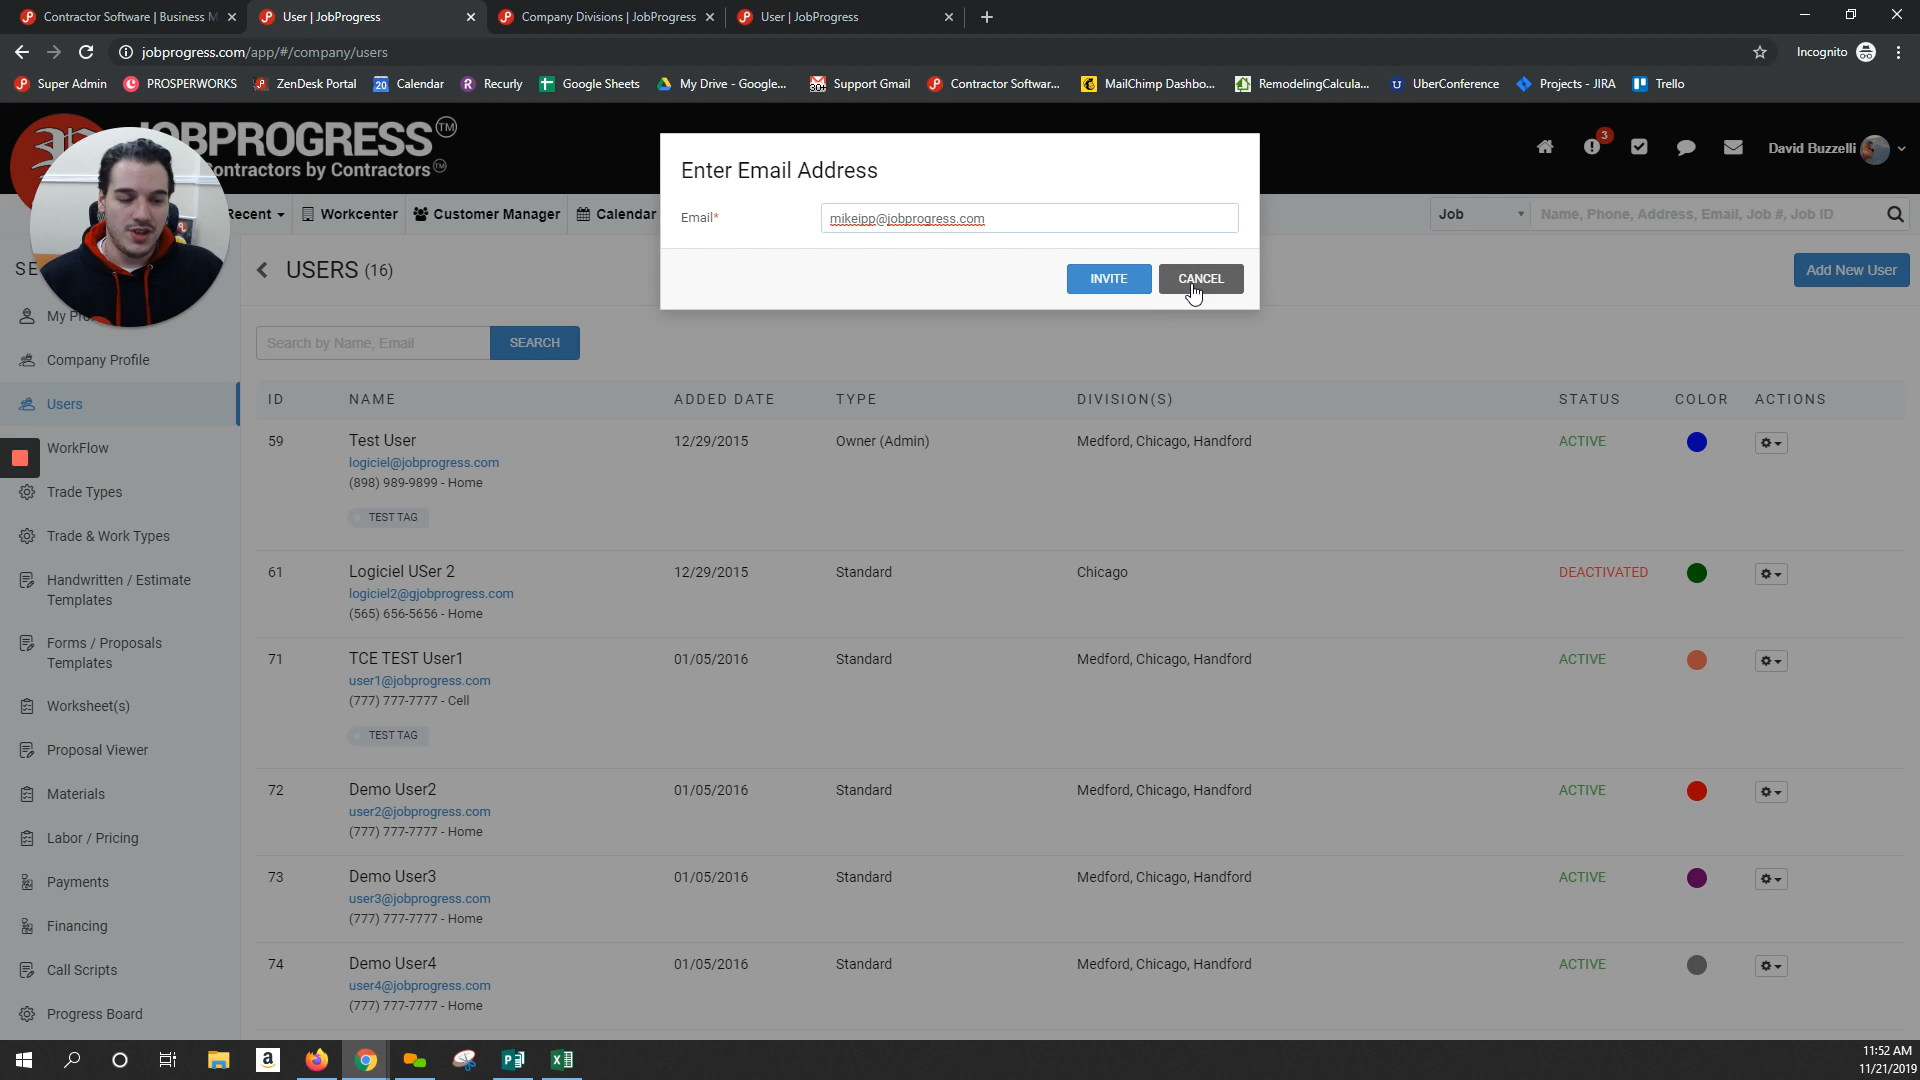 Contractor Software | Business M
User | JobProgress
Company Divisions | JobProgress
User | JobProgress
jobprogress.com/app/#/company/users
Incognito
Super Admin
PROSPERWORKS
ZenDesk Portal
20 Calendar
Recurly
Google Sheets
My Drive - Google...
30+ Support Gmail
Contractor Softwar...
MailChimp Dashbo...
RemodelingCalcula...
UberConference
Projects - JIRA
Trello
JOBPROGRESS TM
ontractors by Contractors
3
David Buzzelli
Recent
Workcenter
Customer Manager
Calendar
Job
Name, Phone, Address, Email, Job #, Job ID
Enter Email Address
Email*
mikeipp@jobprogress.com
INVITE
CANCEL
SE
USERS (16)
Add New User
My Pro
Company Profile
Users
WorkFlow
Trade Types
Trade & Work Types
Handwritten / Estimate
Templates
Forms / Proposals
Templates
Worksheet(s)
Proposal Viewer
Materials
Labor / Pricing
Payments
Financing
Call Scripts
Progress Board
Search by Name, Email
SEARCH
ID NAME ADDED DATE TYPE DIVISION(S) STATUS COLOR ACTIONS
59 Test User 12/29/2015 Owner (Admin) Medford, Chicago, Handford ACTIVE
logiciel@jobprogress.com
(898) 989-9899 - Home
TEST TAG
61 Logiciel USer 2 12/29/2015 Standard Chicago DEACTIVATED
logiciel2@gjobprogress.com
(565) 656-5656 - Home
71 TCE TEST User1 01/05/2016 Standard Medford, Chicago, Handford ACTIVE
user1@jobprogress.com
(777) 777-7777 - Cell
TEST TAG
72 Demo User2 01/05/2016 Standard Medford, Chicago, Handford ACTIVE
user2@jobprogress.com
(777) 777-7777 - Home
73 Demo User3 01/05/2016 Standard Medford, Chicago, Handford ACTIVE
user3@jobprogress.com
(777) 777-7777 - Home
74 Demo User4 01/05/2016 Standard Medford, Chicago, Handford ACTIVE
user4@jobprogress.com
(777) 777-7777 - Home
11:52 AM
11/21/2019